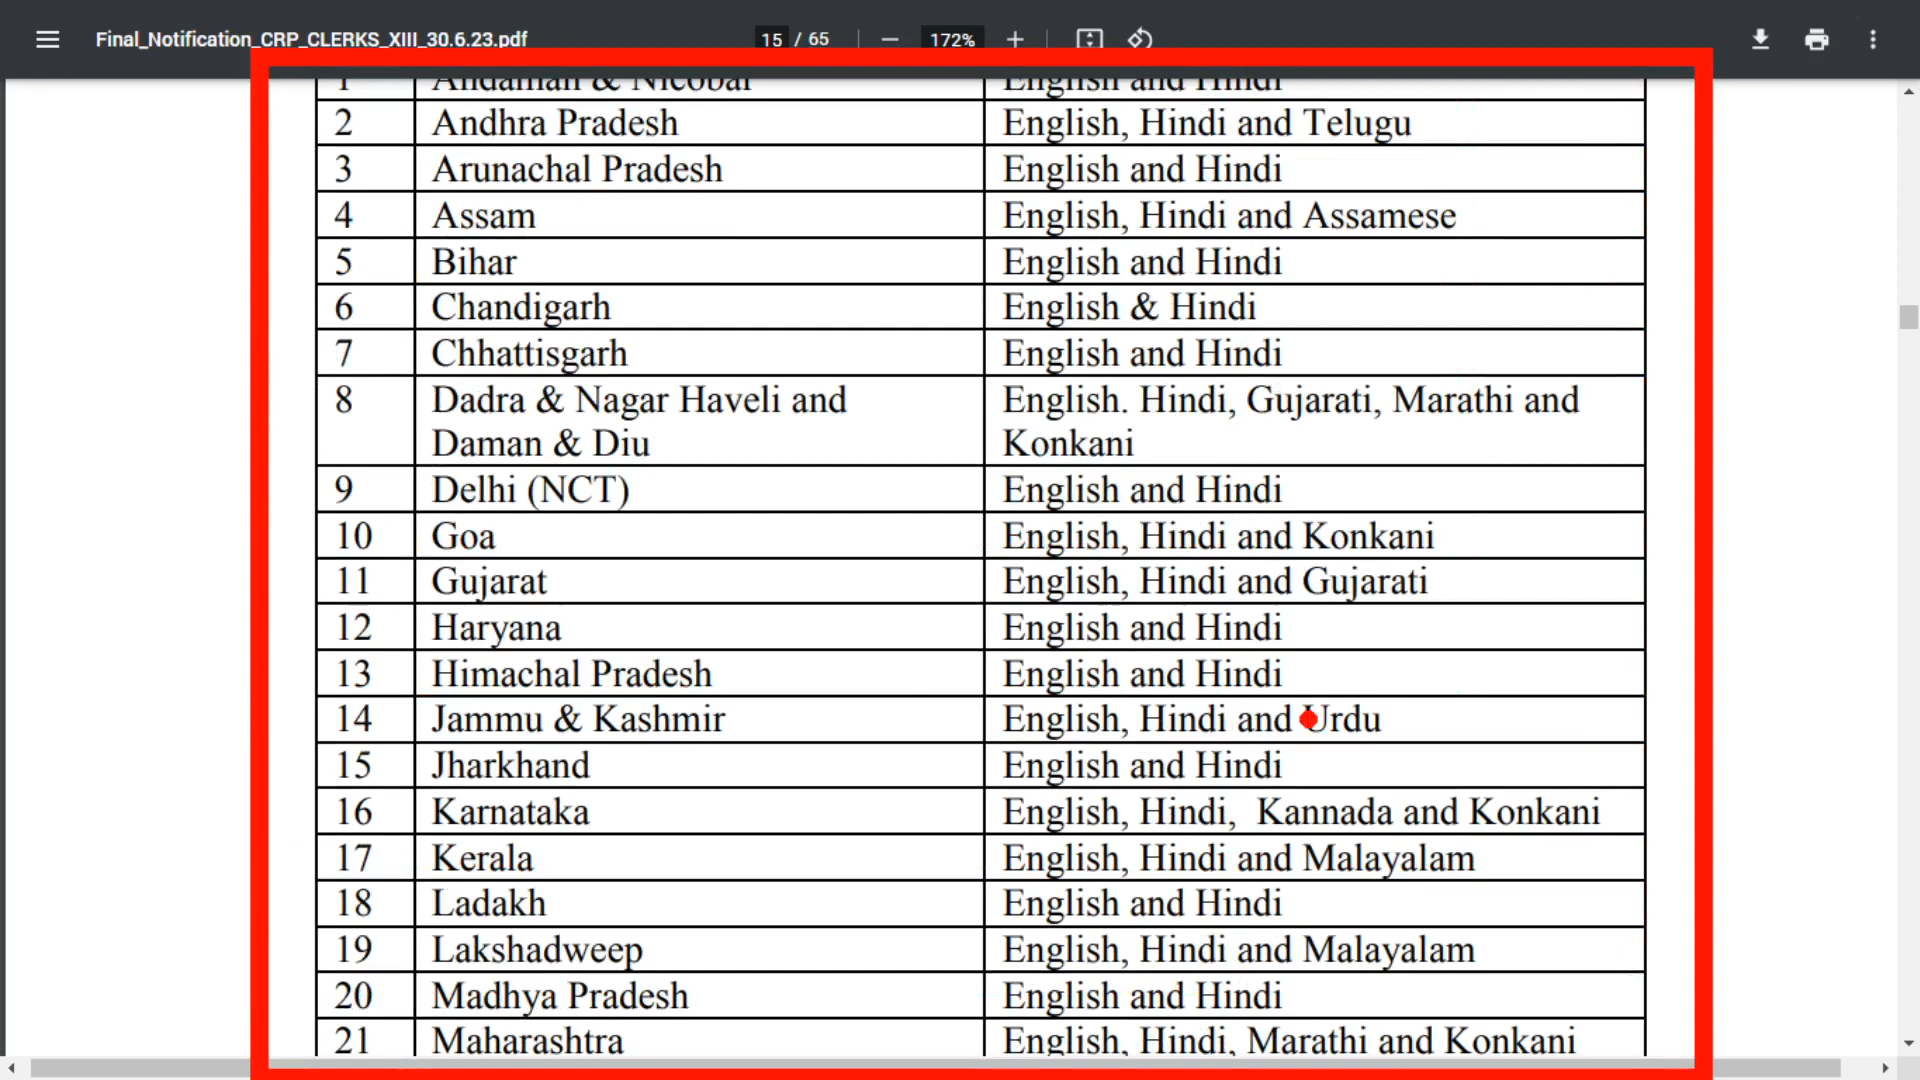 Final_Notification_CRP_CLERKS_XIII_30.6.23.pdf 15 / 65 172%
1 Andaman & Nicobar English and Hindi
2 Andhra Pradesh English, Hindi and Telugu
3 Arunachal Pradesh English and Hindi
4 Assam English, Hindi and Assamese
5 Bihar English and Hindi
6 Chandigarh English & Hindi
7 Chhattisgarh English and Hindi
8 Dadra & Nagar Haveli and English. Hindi, Gujarati, Marathi and
Daman & Diu Konkani
9 Delhi (NCT) English and Hindi
10 Goa English, Hindi and Konkani
11 Gujarat English, Hindi and Gujarati
12 Haryana English and Hindi
13 Himachal Pradesh English and Hindi
14 Jammu & Kashmir English, Hindi and Urdu
15 Jharkhand English and Hindi
16 Karnataka English, Hindi, Kannada and Konkani
17 Kerala English, Hindi and Malayalam
18 Ladakh English and Hindi
19 Lakshadweep English, Hindi and Malayalam
20 Madhya Pradesh English and Hindi
21 Maharashtra English, Hindi, Marathi and Konkani